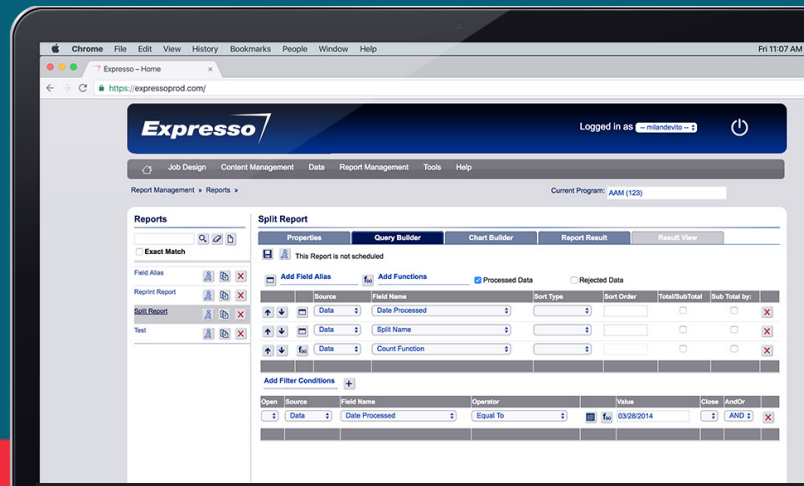 Chrome File Edit View History Bookmarks People Window Help Fri 11:07 AM
Expresso – Home ×
https://expressoprod.com/
Expresso
Logged in as -- milandevito --
Job Design Content Management Data Report Management Tools Help
Report Management » Reports »
Current Program: AAM (123)
Reports
Exact Match
Field Alias
Reprint Report
Split Report
Test
Split Report
Properties Query Builder Chart Builder Report Result Result View
This Report is not scheduled
Add Field Alias f(x) Add Functions Processed Data Rejected Data
Source Field Name Sort Type Sort Order Total/SubTotal Sub Total by:
Data Date Processed
Data Split Name
f(x) Data Count Function
Add Filter Conditions
Open Source Field Name Operator Value Close AndOr
Data Date Processed Equal To f(x) 03/28/2014 AND